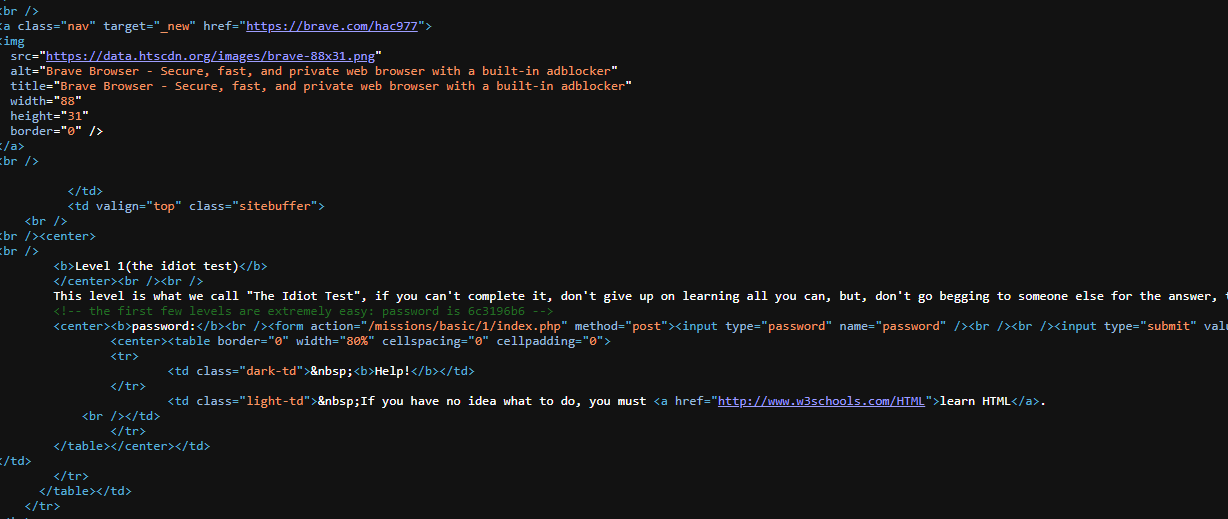 <br />
<a class="nav" target="_new" href="https://brave.com/hac977">
<img
src="https://data.htscdn.org/images/brave-88x31.png"
alt="Brave Browser - Secure, fast, and private web browser with a built-in adblocker"
title="Brave Browser - Secure, fast, and private web browser with a built-in adblocker"
width="88"
height="31"
border="0" />
</a>
<br />
</td>
<td valign="top" class="sitebuffer">
<br />
<br /><center>
<br />
<b>Level 1(the idiot test)</b>
</center><br /><br />
This level is what we call "The Idiot Test", if you can't complete it, don't give up on learning all you can, but, don't go begging to someone else for the answer,
<!-- the first few levels are extremely easy: password is 6c3196b6 -->
<center><b>password:</b><br /><form action="/missions/basic/1/index.php" method="post"><input type="password" name="password" /><br /><br /><input type="submit"
<center><table border="0" width="80%" cellspacing="0" cellpadding="0">
<tr>
<td class="dark-td">&nbsp;<b>Help!</b></td>
</tr>
<td class="light-td">&nbsp;If you have no idea what to do, you must <a href="http://www.w3schools.com/HTML">learn HTML</a>.
<br /></td>
</tr>
</table></center></td>
</td>
</tr>
</table></td>
</tr>